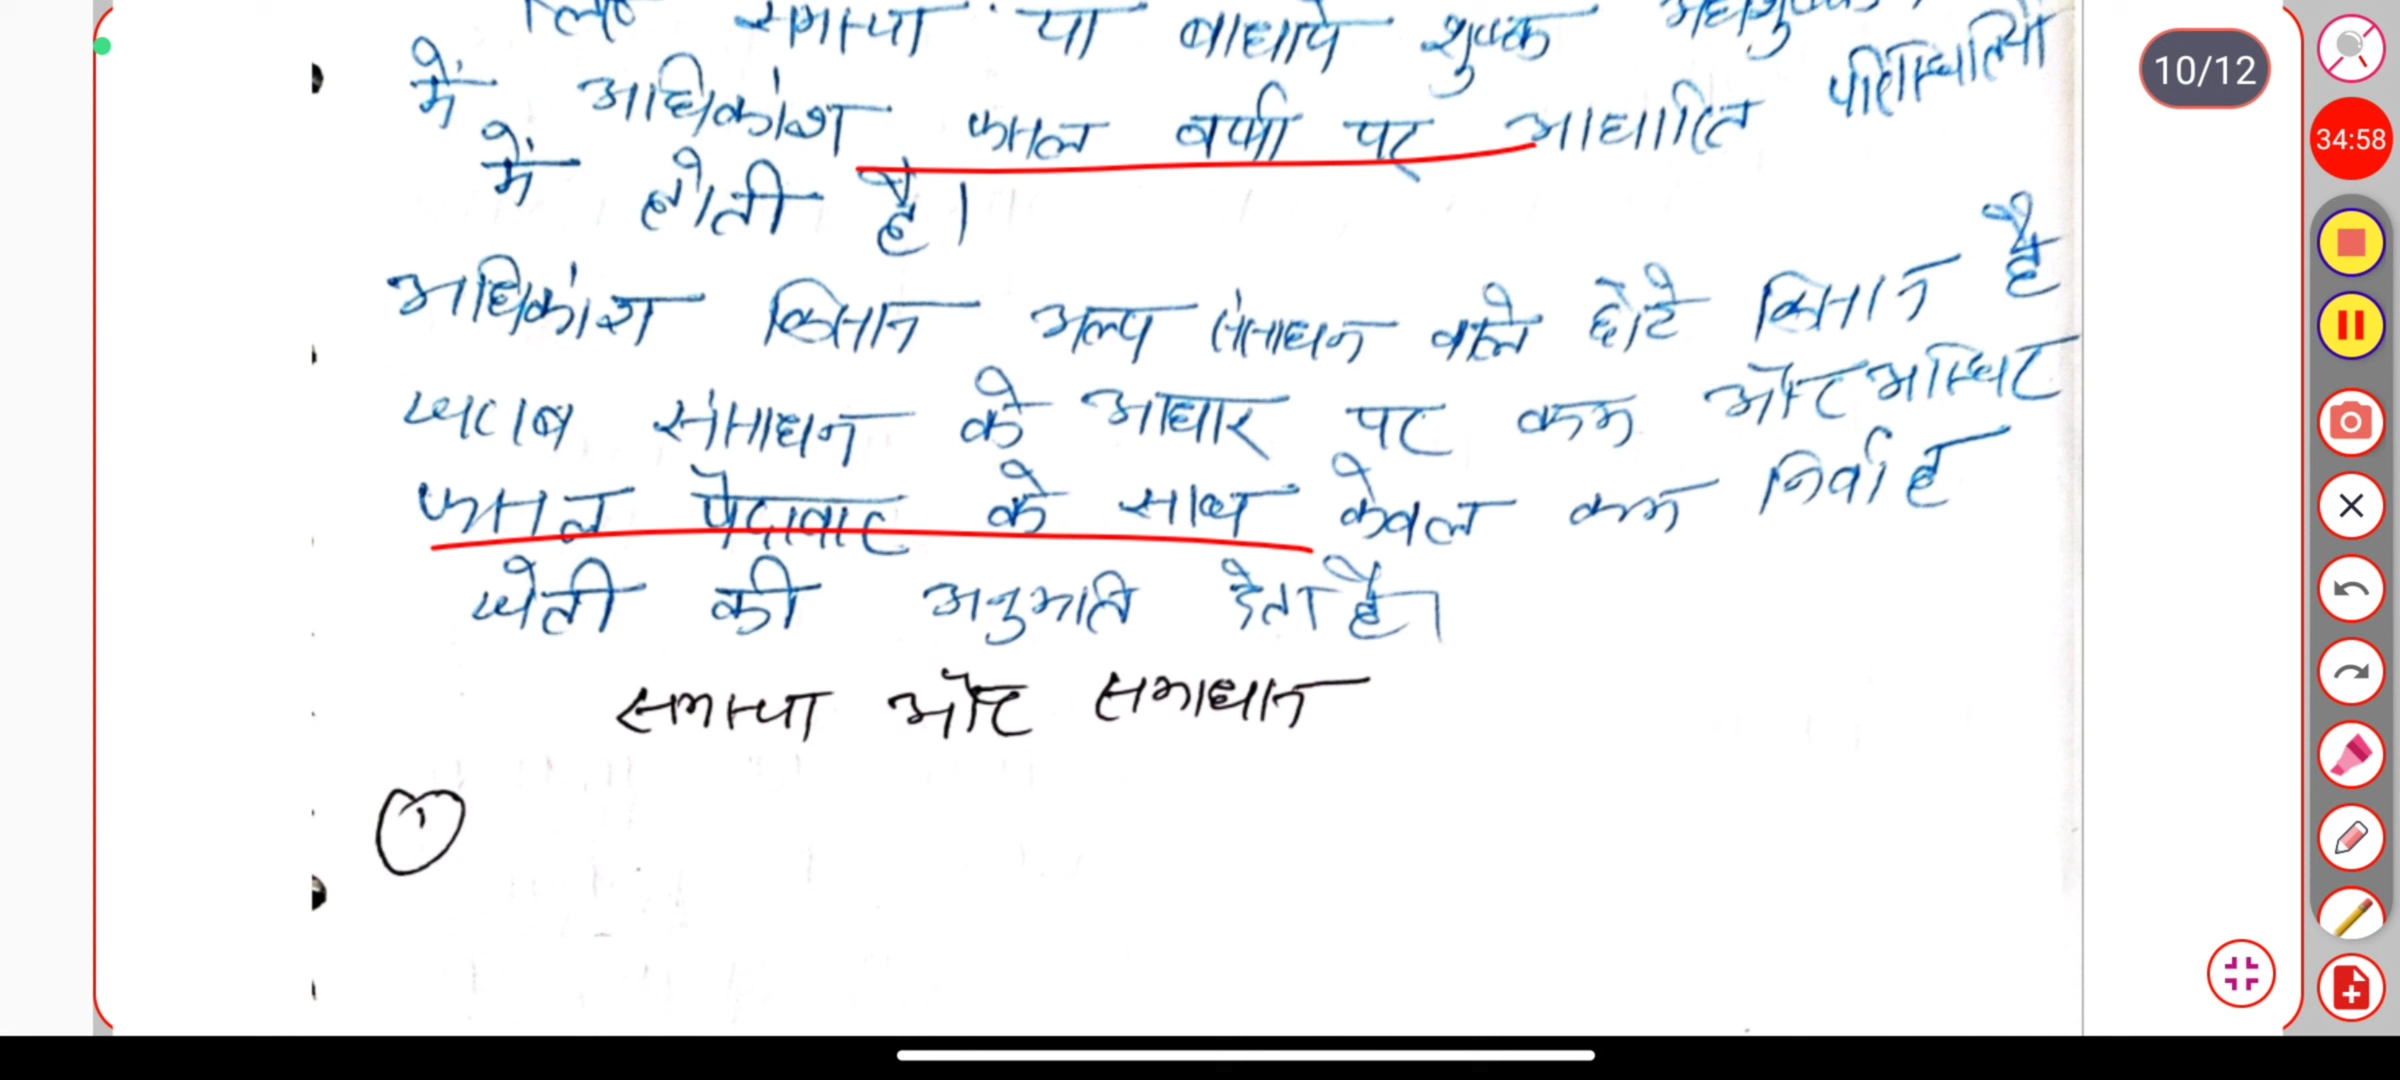 लिए समस्या या बाधाये शुष्क
में अधिकांश फसल वर्षा पर आधारित परिस्थितियो
में होती है।
अधिकांश किसान अल्प संसाधन वाले छोटे किसान है
खराब संसाधन के आधार पर कम और अस्थिर
फसल पैदावार के साथ केवल कम निर्वाह
खेती की अनुमति देता है।
समस्या और समाधान
1
10/12
34:58